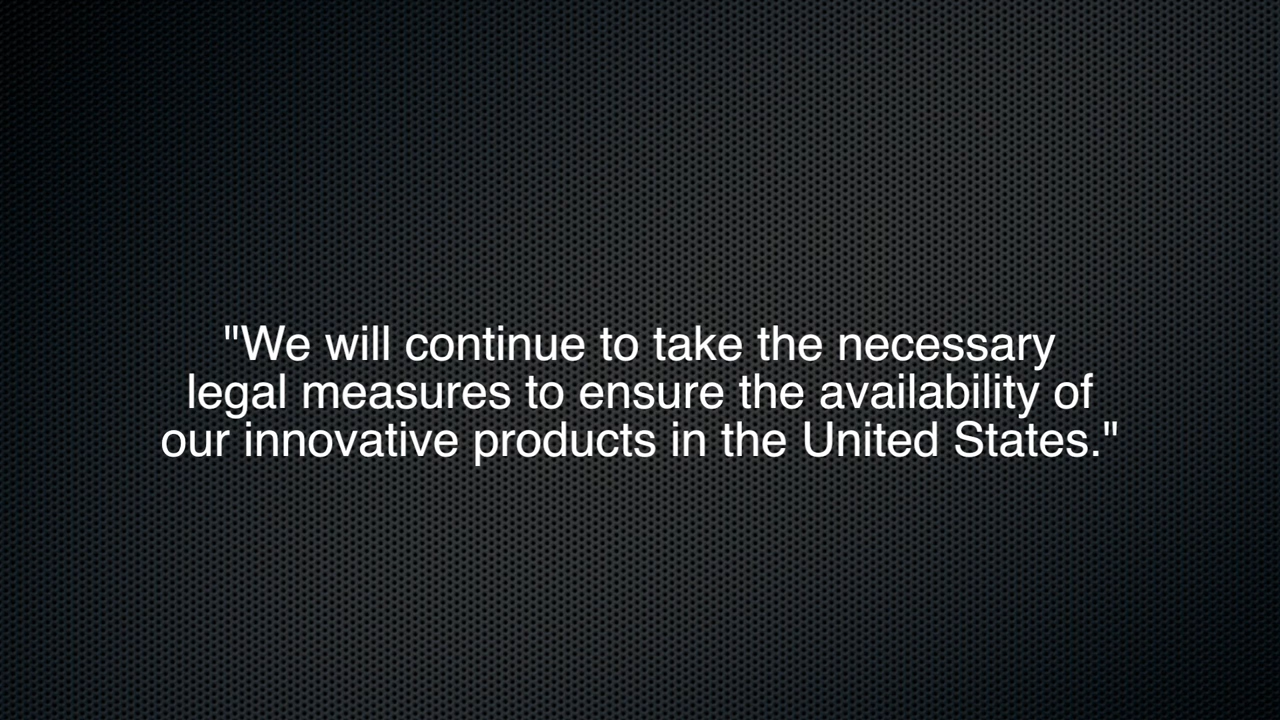 "We will continue to take the necessary
legal measures to ensure the availability of
our innovative products in the United States."